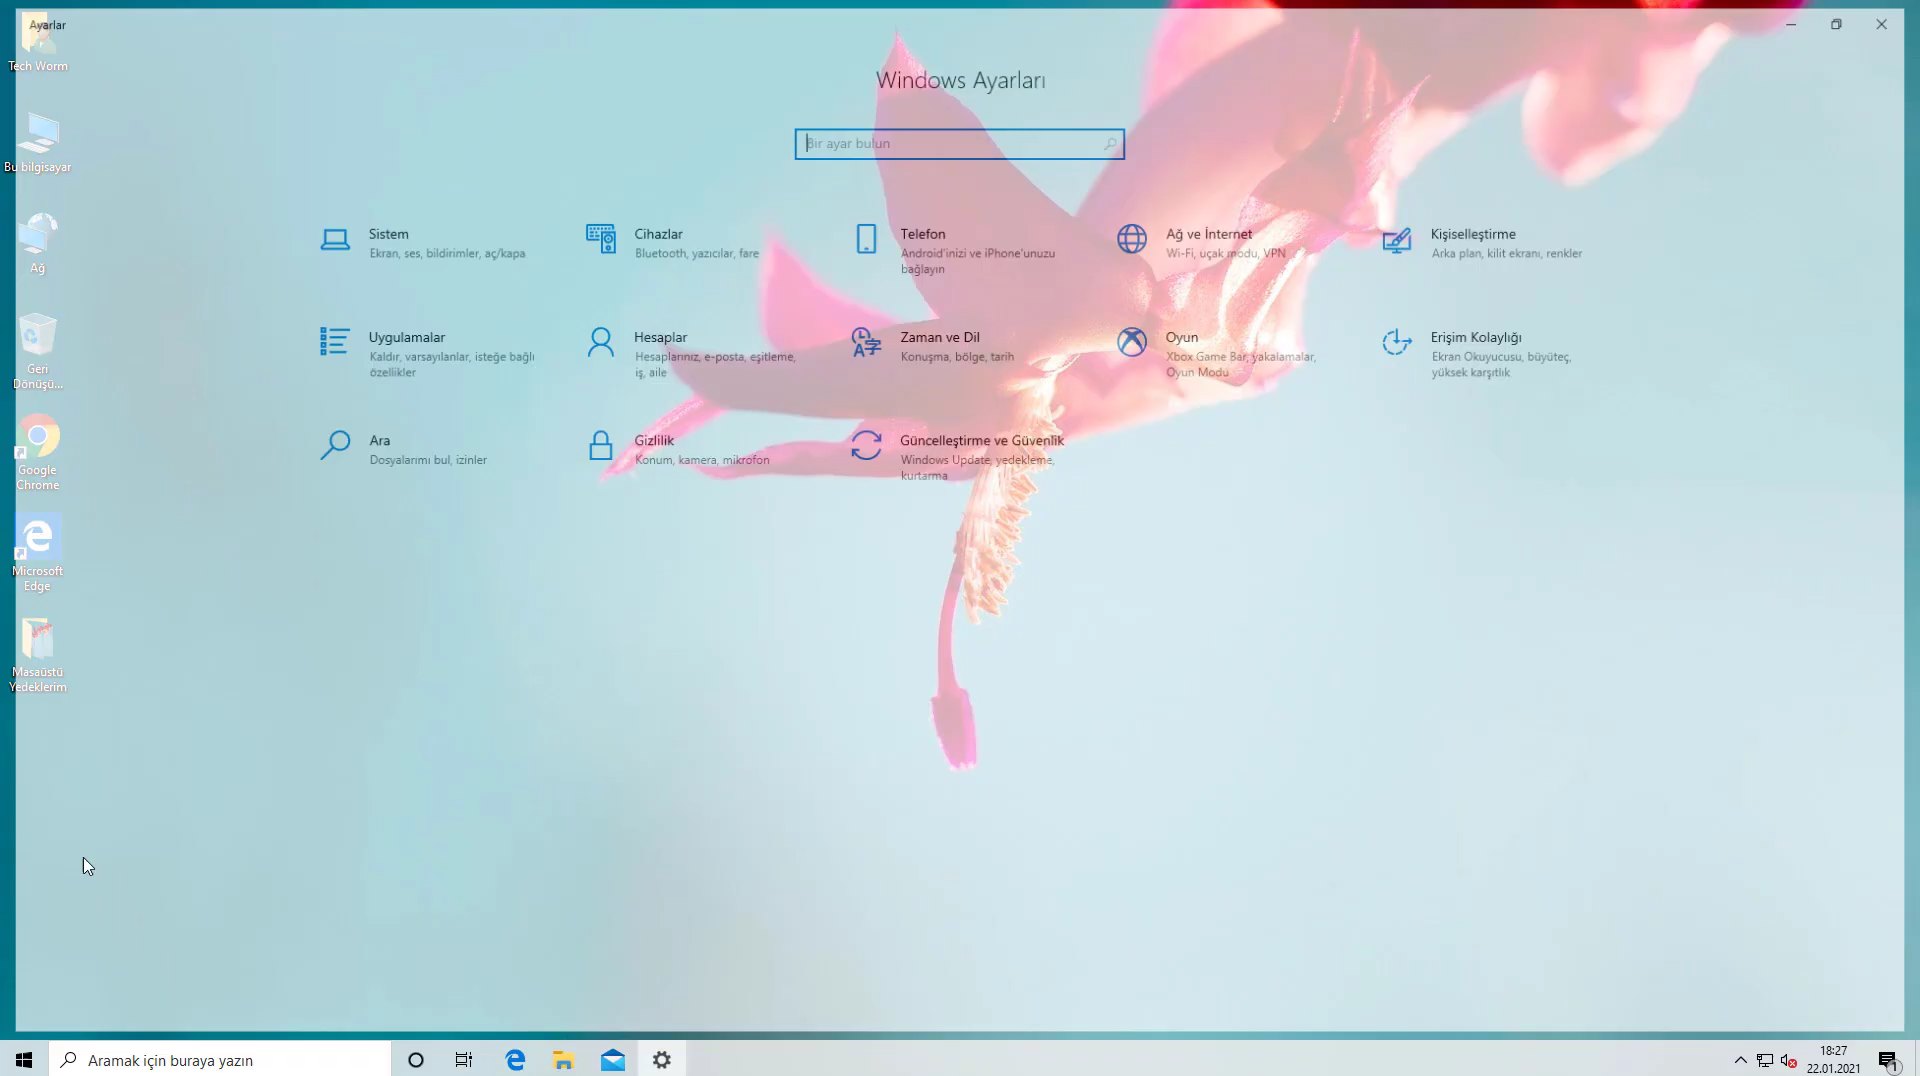 Ayarlar
Windows Ayarları
Bir ayar bulun
Sistem
Ekran, ses, bildirimler, aç/kapa
Cihazlar
Bluetooth, yazıcılar, fare
Telefon
Android'inizi ve iPhone'unuzu
bağlayın
Ağ ve İnternet
Wi-Fi, uçak modu, VPN
Kişiselleştirme
Arka plan, kilit ekranı, renkler
Uygulamalar
Kaldır, varsayılanlar, isteğe bağlı
özellikler
Hesaplar
Hesaplarınız, e-posta, eşitleme,
iş, aile
Zaman ve Dil
Konuşma, bölge, tarih
Oyun
Xbox Game Bar, yakalamalar,
Oyun Modu
Erişim Kolaylığı
Ekran Okuyucusu, büyüteç,
yüksek karşıtlık
Ara
Dosyalarımı bul, izinler
Gizlilik
Konum, kamera, mikrofon
Güncelleştirme ve Güvenlik
Windows Update, yedekleme,
kurtarma
Tech Worm
Bu bilgisayar
Ağ
Geri
Dönüşü...
Google
Chrome
Microsoft
Edge
Masaüstü
Yedeklerim
Aramak için buraya yazın
18:27
22.01.2021
1